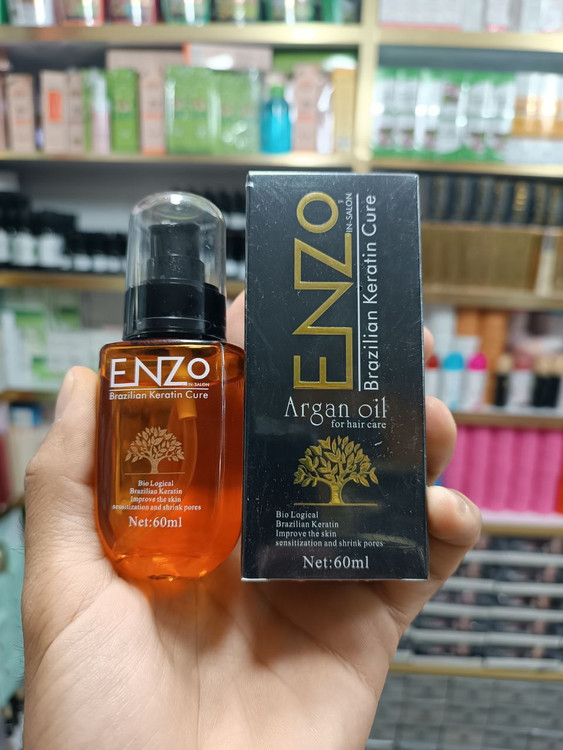 ENZO
IN-SALON
Brazilian Keratin Cure
Bio Logical
Brazilian Keratin
Improve the skin
sensitization and shrink pores
Net:60ml
ENZO
IN-SALON
Brazilian Keratin Cure
Argan oil
for hair care
Bio Logical
Brazilian Keratin
Improve the skin
sensitization and shrink pores
Net:60ml